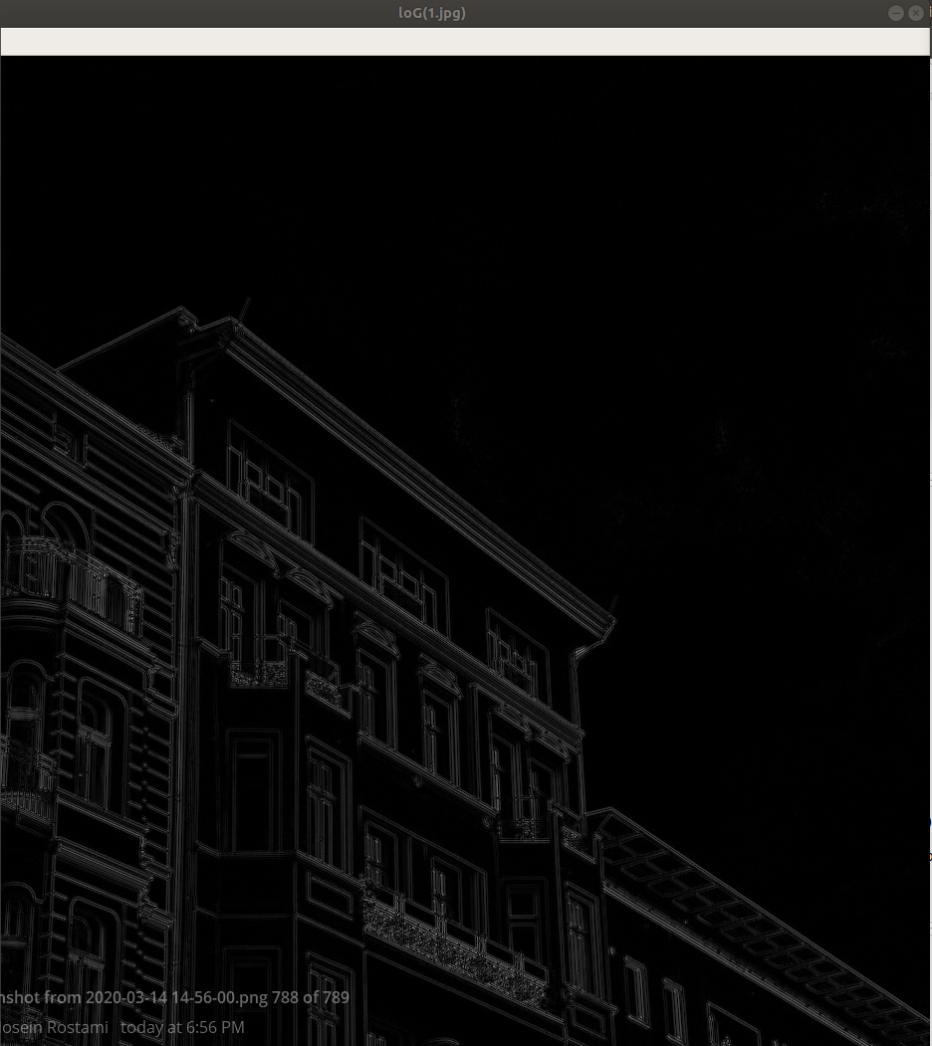 loG(1.jpg)
nshot from 2020-03-14 14-56-00.png 788 of 789
osein Rostami today at 6:56 PM